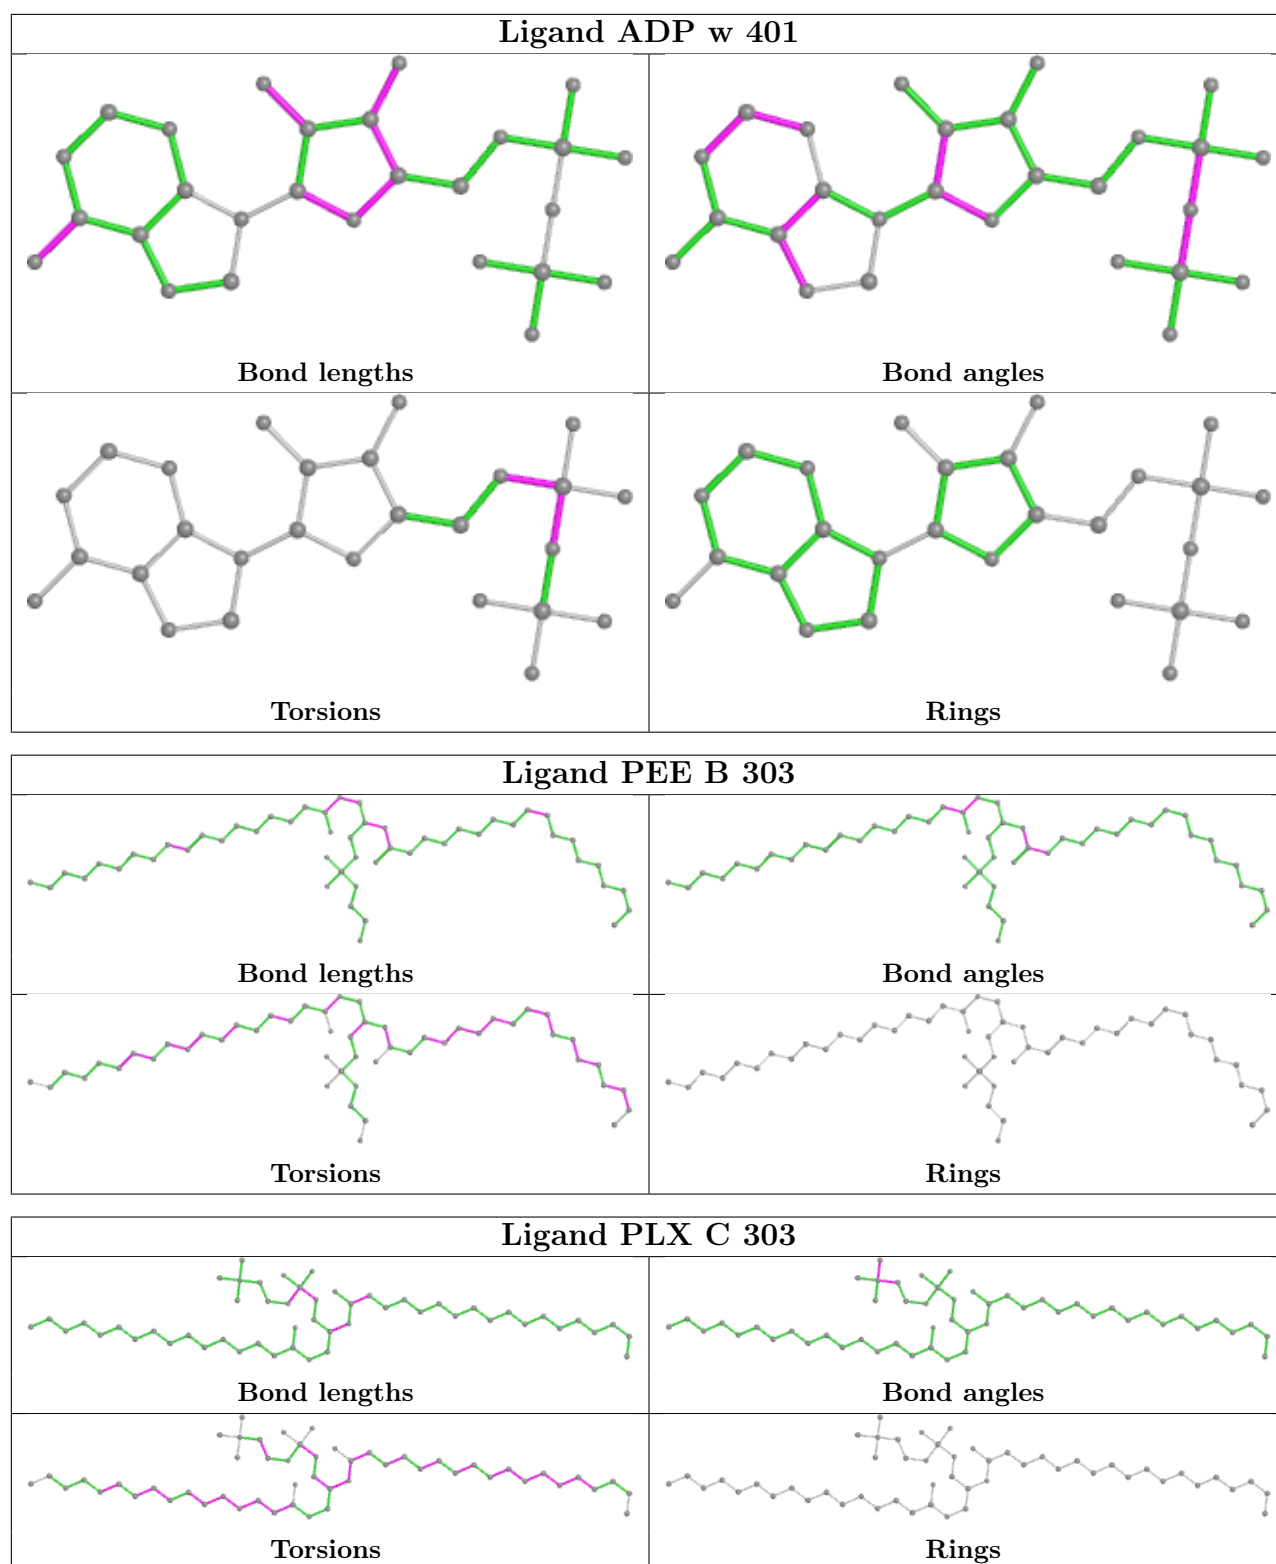 Ligand ADP w 401
Bond lengths
Bond angles
Torsions
Rings
Ligand PEE B 303
Bond lengths
Bond angles
Torsions
Rings
Ligand PLX C 303
Bond lengths
Bond angles
Torsions
Rings